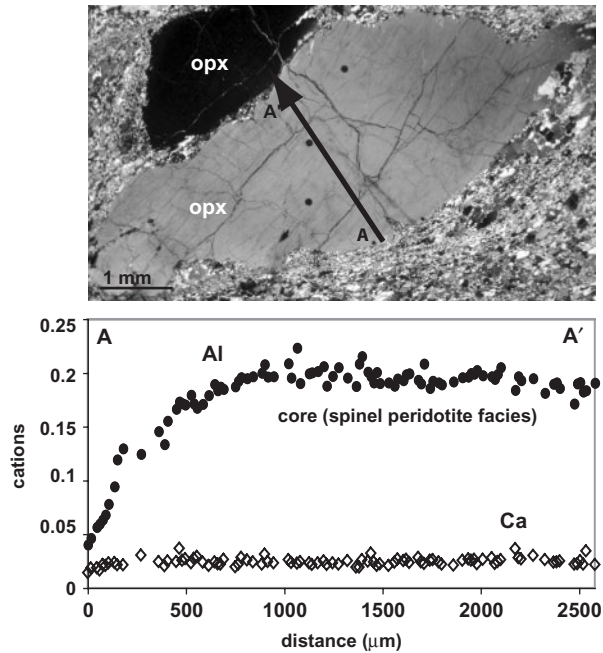 opx
A'
opx
A
1 mm
0.25
A
Al
A′
0.2
core (spinel peridotite facies)
0.15
cations
0.1
Ca
0.05
0
0
500
1000
1500
2000
2500
distance (μm)